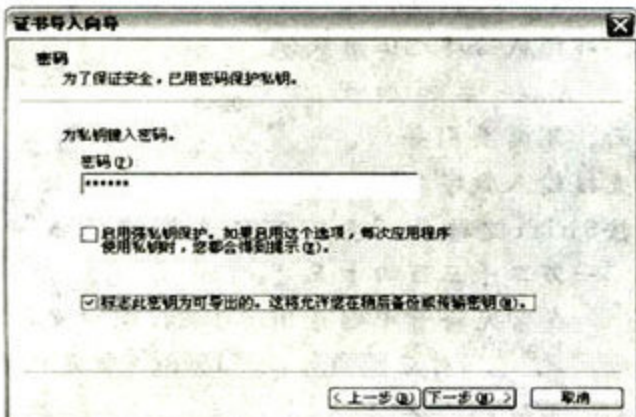 证书导入向导
密码
为了保证安全，已用密码保护私钥。
为私钥键入密码。
密码(P)
******
启用强私钥保护。如果启用这个选项，每次应用程序
使用私钥时，您都会得到提示(E)。
标志此密钥为可导出的。这将允许您在稍后备份或传输密钥(M)。
< 上一步(B) 下一步(N) > 取消